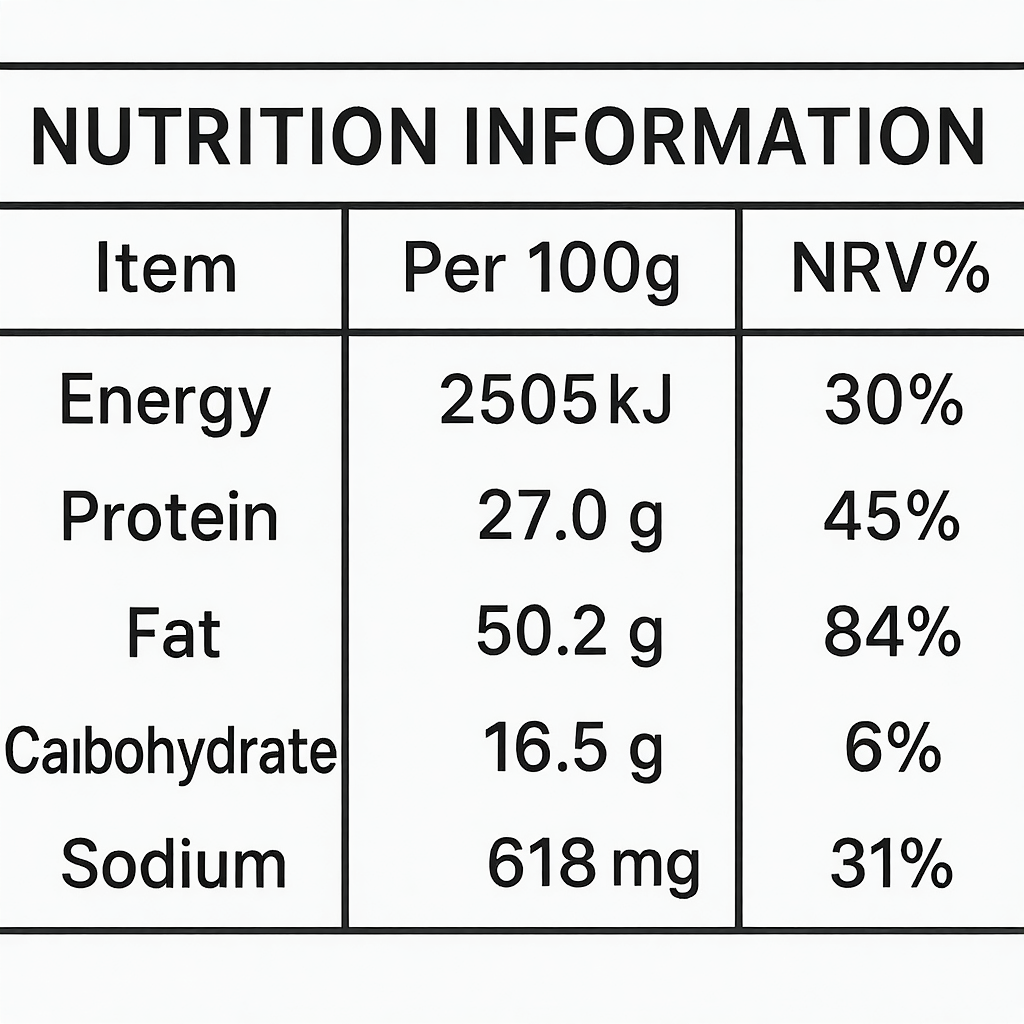 NUTRITION INFORMATION
Item Per 100g NRV%
Energy 2505 kJ 30%
Protein 27.0 g 45%
Fat 50.2 g 84%
Caıbohydrate 16.5 g 6%
Sodium 618 mg 31%